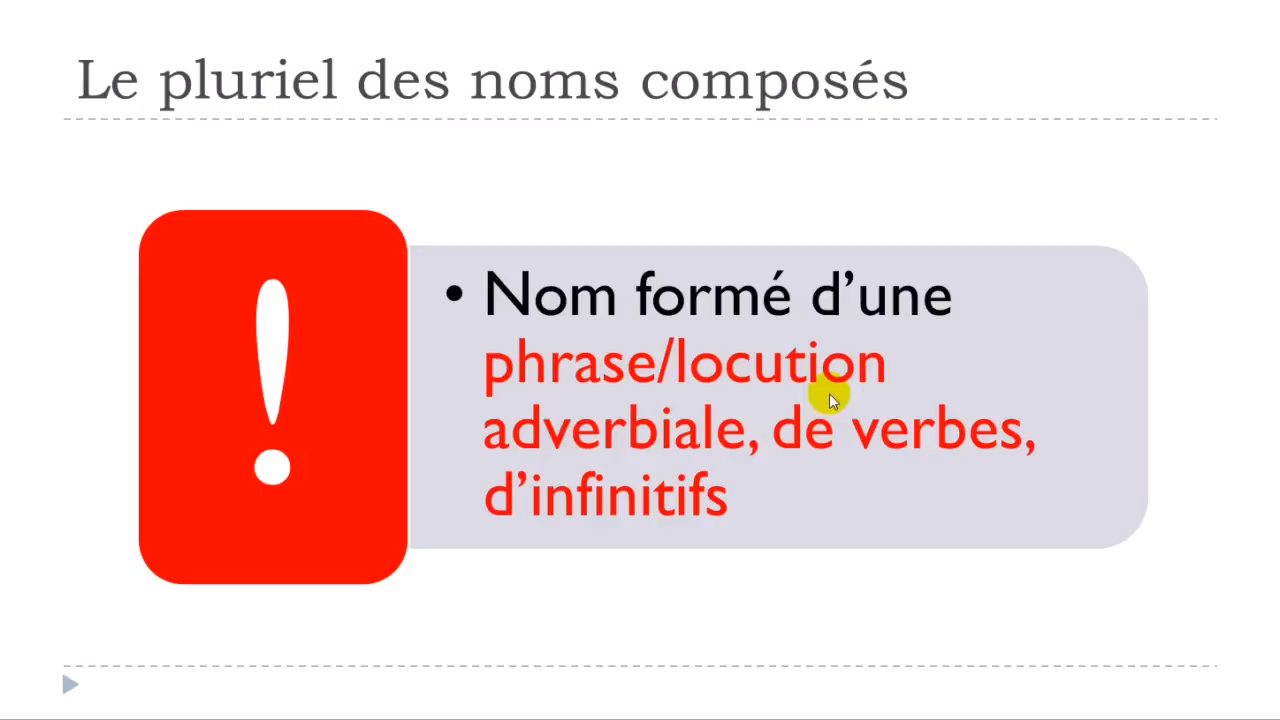 Le pluriel des noms composés
!
• Nom formé d’une
phrase/locution
adverbiale, de verbes,
d’infinitifs